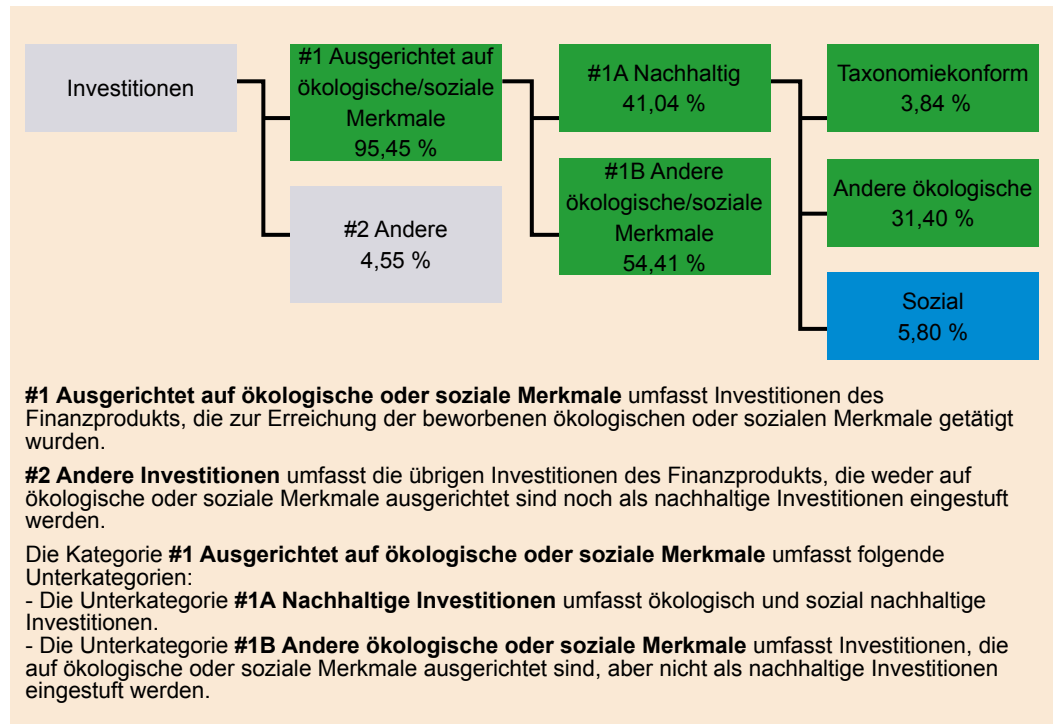 Investitionen
#1 Ausgerichtet auf
ökologische/soziale
Merkmale
95,45 %
#2 Andere
4,55 %
#1A Nachhaltig
41,04 %
#1B Andere
ökologische/soziale
Merkmale
54,41 %
Taxonomiekonform
3,84 %
Andere ökologische
31,40 %
Sozial
5,80 %
#1 Ausgerichtet auf ökologische oder soziale Merkmale umfasst Investitionen des
Finanzprodukts, die zur Erreichung der beworbenen ökologischen oder sozialen Merkmale getätigt
wurden.
#2 Andere Investitionen umfasst die übrigen Investitionen des Finanzprodukts, die weder auf
ökologische oder soziale Merkmale ausgerichtet sind noch als nachhaltige Investitionen eingestuft
werden.
Die Kategorie #1 Ausgerichtet auf ökologische oder soziale Merkmale umfasst folgende
Unterkategorien:
- Die Unterkategorie #1A Nachhaltige Investitionen umfasst ökologisch und sozial nachhaltige
Investitionen.
- Die Unterkategorie #1B Andere ökologische oder soziale Merkmale umfasst Investitionen, die
auf ökologische oder soziale Merkmale ausgerichtet sind, aber nicht als nachhaltige Investitionen
eingestuft werden.